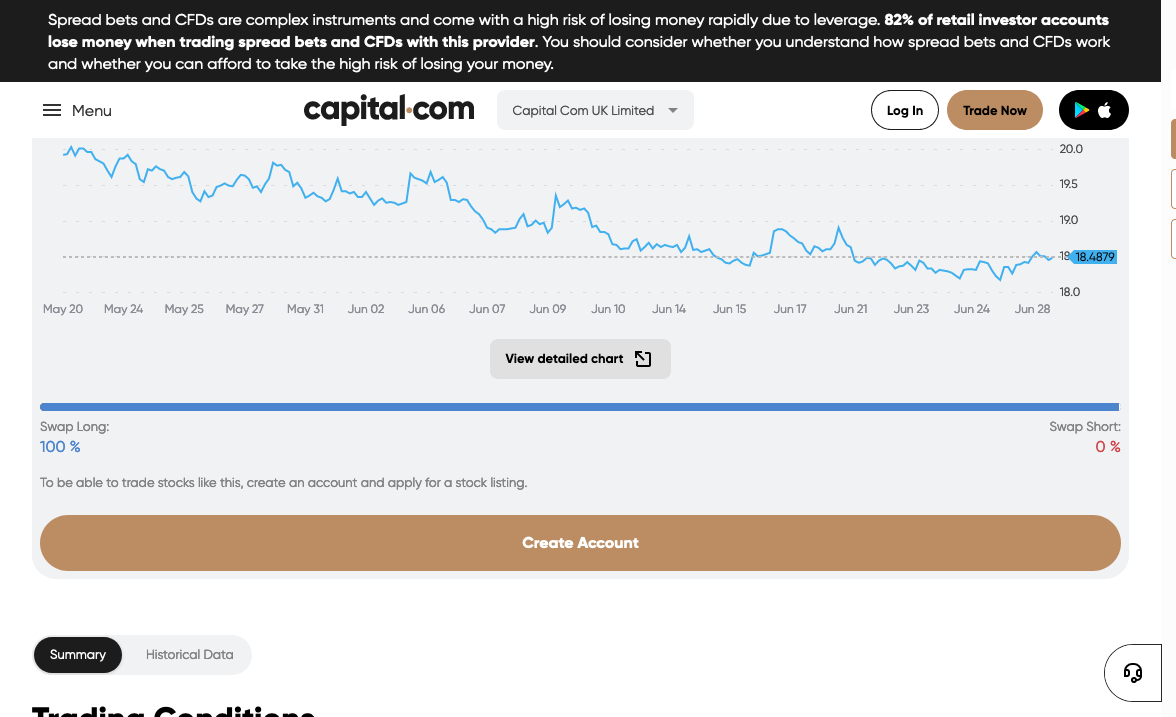 Spread bets and CFDs are complex instruments and come with a high risk of losing money rapidly due to leverage. 82% of retail investor accounts
lose money when trading spread bets and CFDs with this provider. You should consider whether you understand how spread bets and CFDs work
and whether you can afford to take the high risk of losing your money.
Menu
capital.com
Capital Com UK Limited
Log In
Trade Now
20.0
19.5
19.0
18.4879
18.0
May 20 May 24 May 25 May 27 May 31 Jun 02 Jun 06 Jun 07 Jun 09 Jun 10 Jun 14 Jun 15 Jun 17 Jun 21 Jun 23 Jun 24 Jun 28
View detailed chart
Swap Long: Swap Short:
100 % 0 %
To be able to trade stocks like this, create an account and apply for a stock listing.
Create Account
Summary Historical Data
Trading Conditions